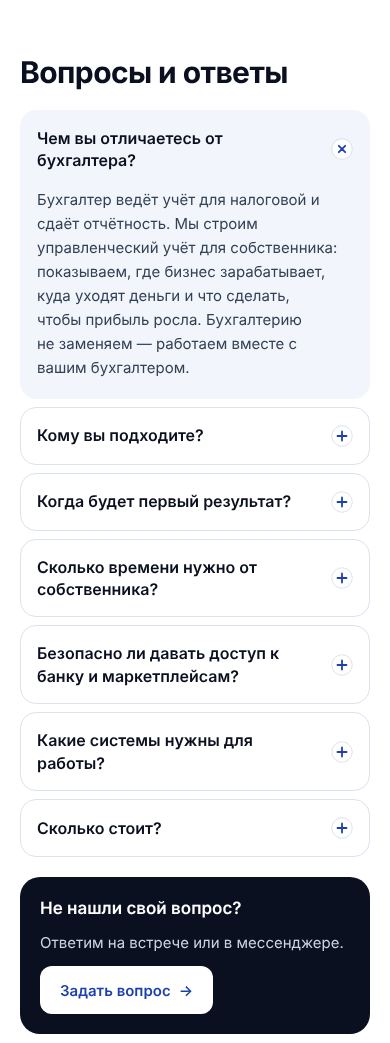 Вопросы и ответы
Чем вы отличаетесь от
бухгалтера?
Бухгалтер ведёт учёт для налоговой и
сдаёт отчётность. Мы строим
управленческий учёт для собственника:
показываем, где бизнес зарабатывает,
куда уходят деньги и что сделать,
чтобы прибыль росла. Бухгалтерию
не заменяем — работаем вместе с
вашим бухгалтером.
Кому вы подходите?
Когда будет первый результат?
Сколько времени нужно от
собственника?
Безопасно ли давать доступ к
банку и маркетплейсам?
Какие системы нужны для
работы?
Сколько стоит?
Не нашли свой вопрос?
Ответим на встрече или в мессенджере.
Задать вопрос →